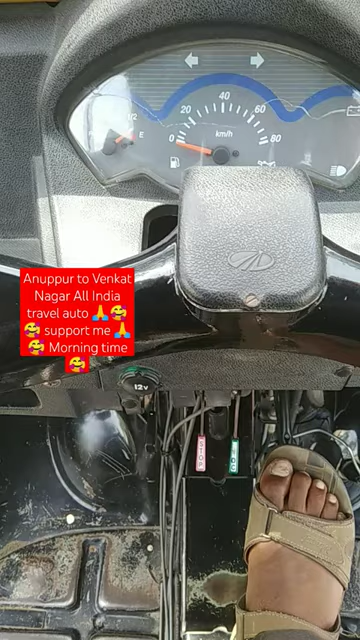 1/2
E
0
20
40
60
80
km/h
Anuppur to Venkat
Nagar All India
travel auto 🙏🥰
🥰 support me 🙏
🥰 Morning time
🥰
12V
STOP